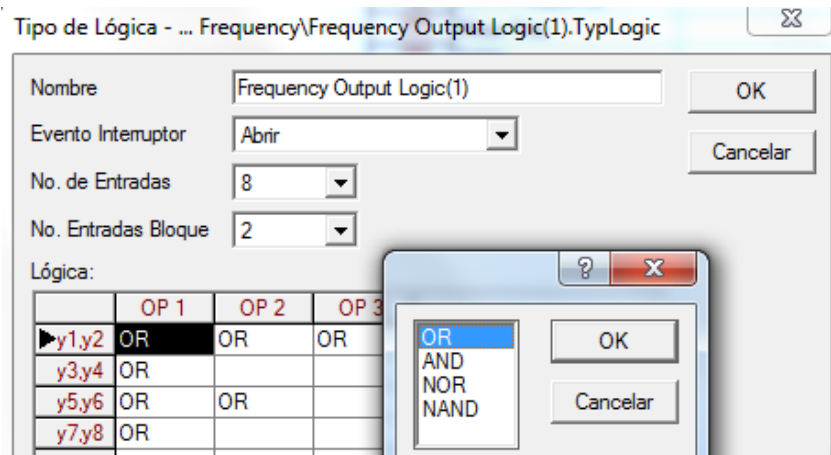 Tipo de Lógica - ... Frequency\Frequency Output Logic(1).TypLogic
Nombre Frequency Output Logic(1) OK
Evento Interruptor Abrir Cancelar
No. de Entradas 8
No. Entradas Bloque 2
Lógica:
OP 1 OP 2 OP 3
y1,y2 OR OR OR
y3,y4 OR
y5,y6 OR OR
y7,y8 OR
?
OR
AND
NOR
NAND
OK
Cancelar